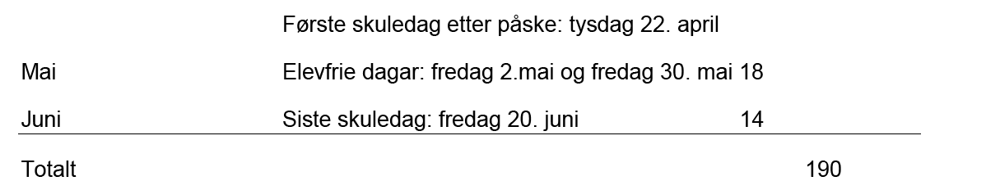 Første skuledag etter påske: tysdag 22. april
Mai Elevfrie dagar: fredag 2.mai og fredag 30. mai 18
Juni Siste skuledag: fredag 20. juni 14
Totalt 190